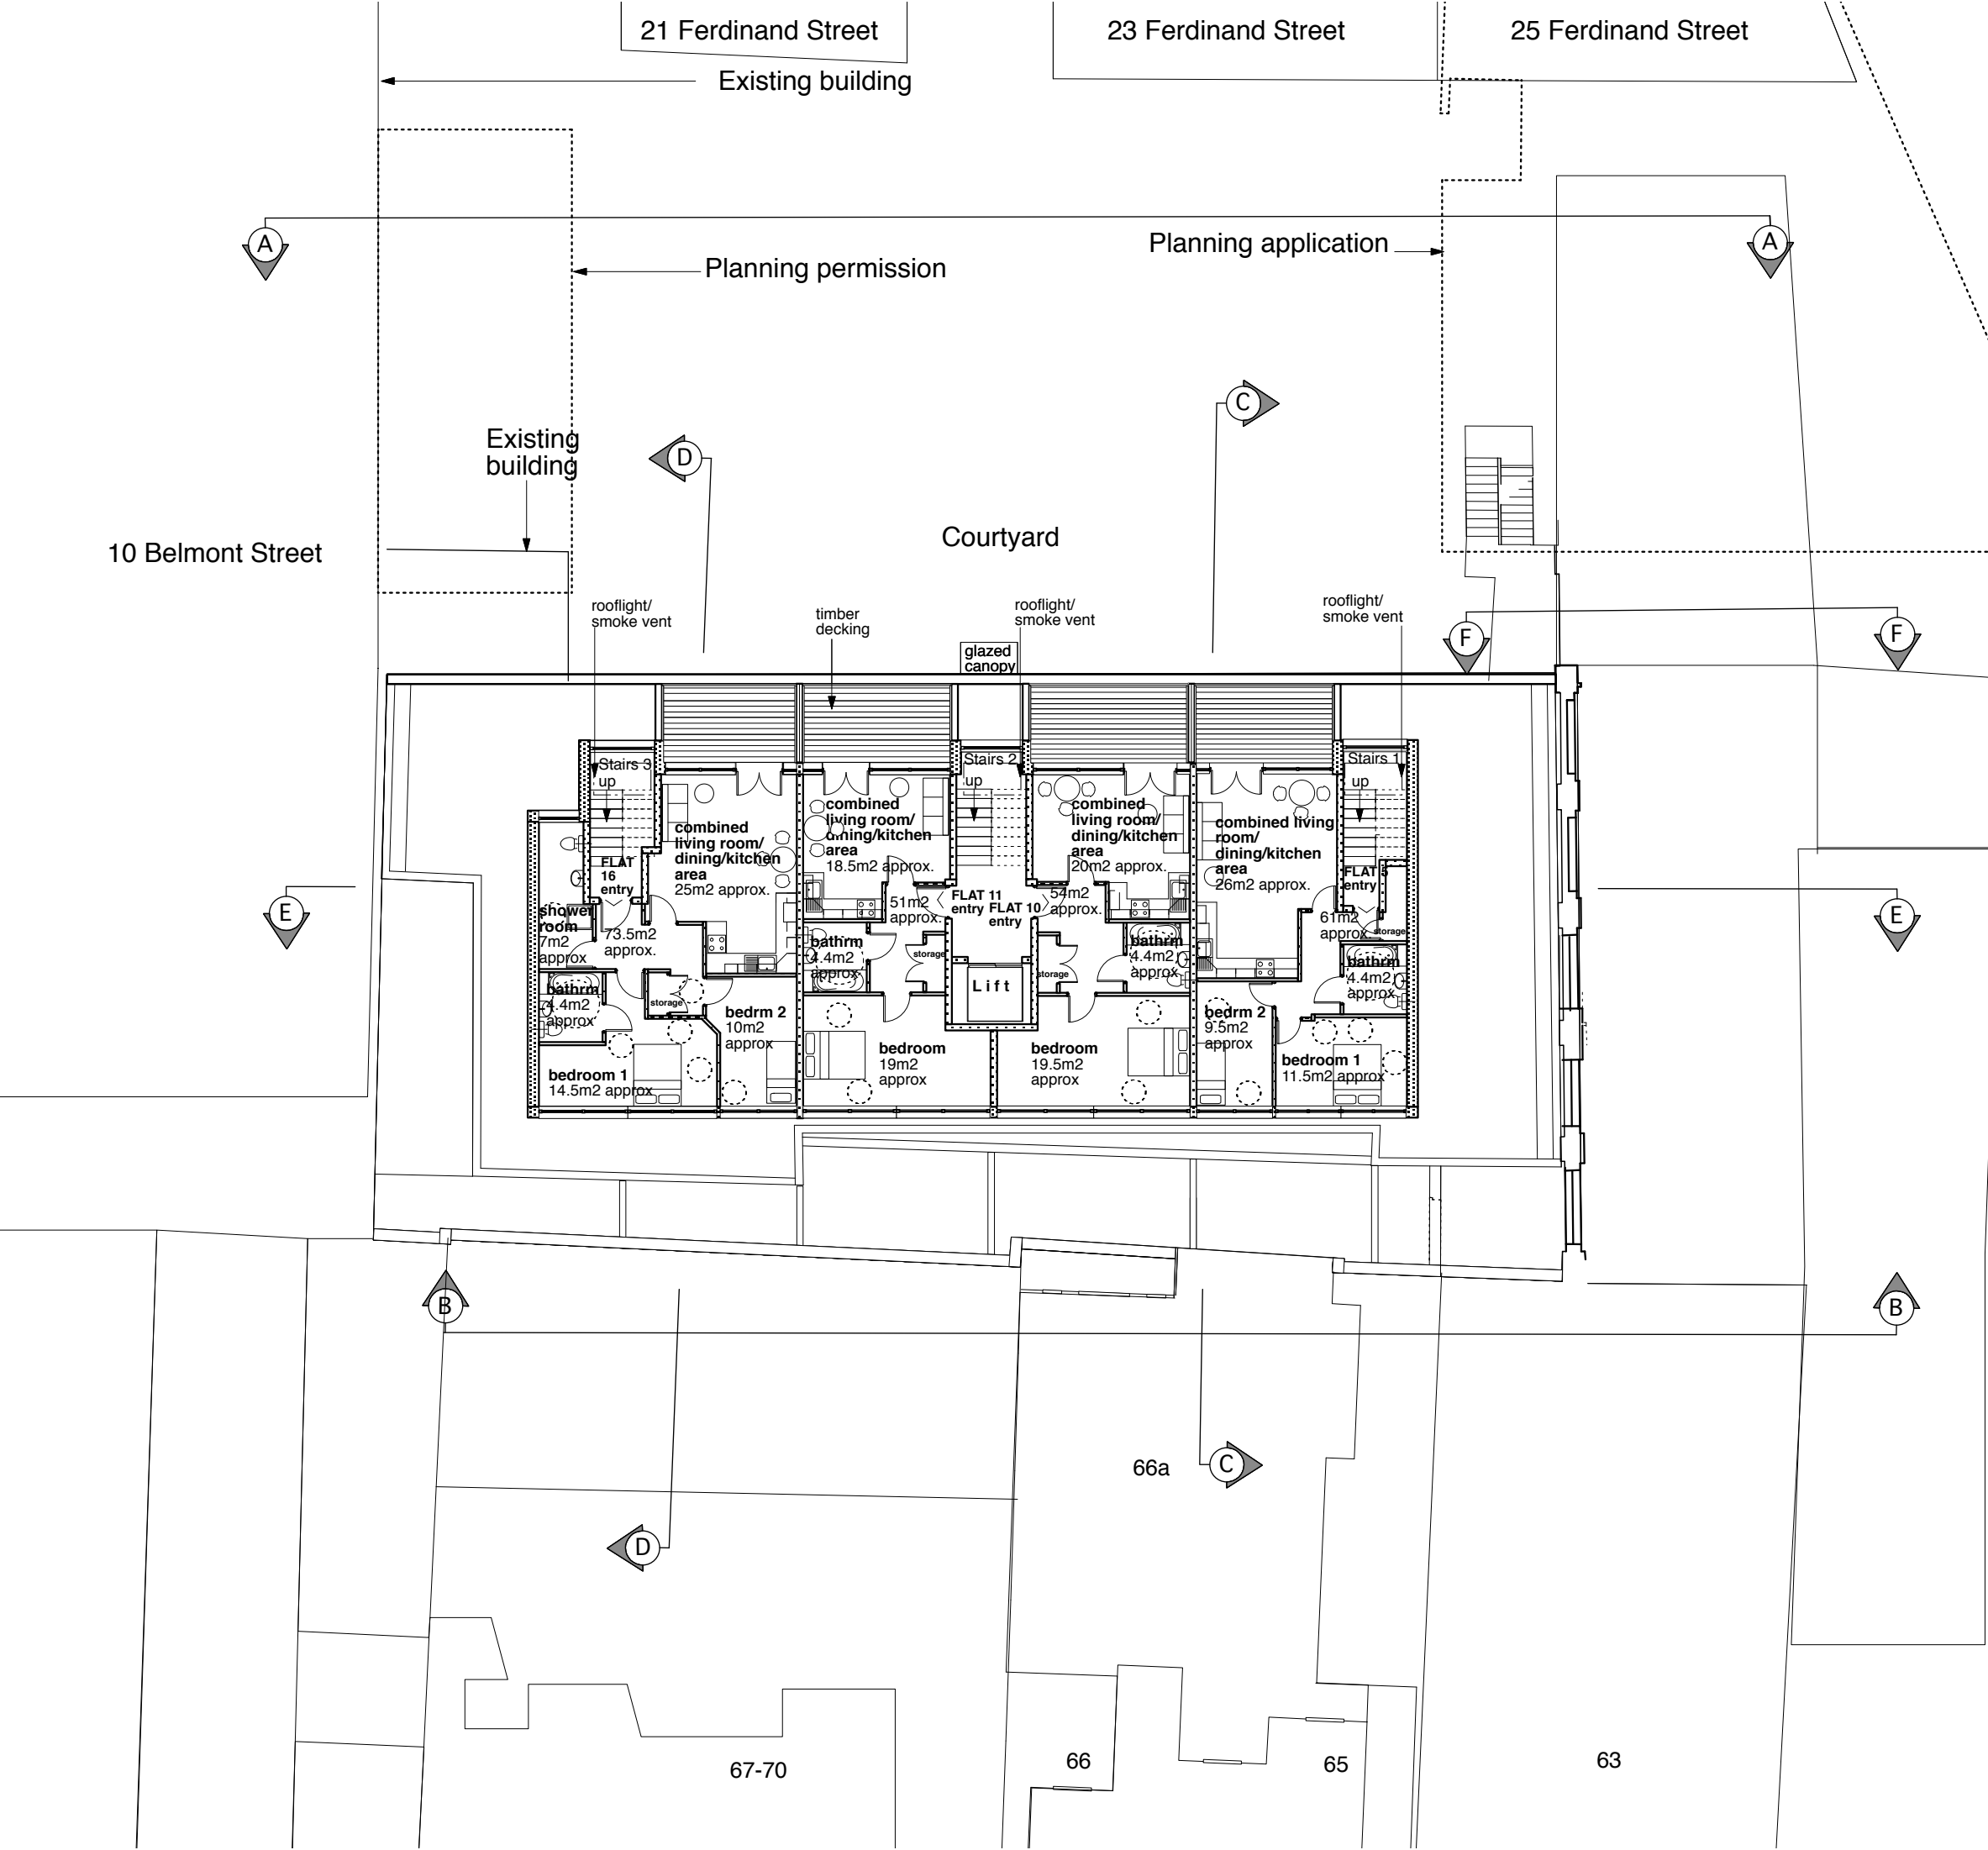 21 Ferdinand Street
23 Ferdinand Street
25 Ferdinand Street
Existing building
A
A
Planning application
Planning permission
C
Existing
building
D
Courtyard
10 Belmont Street
rooflight/
smoke vent
timber
decking
rooflight/
smoke vent
rooflight/
smoke vent
glazed
canopy
F
F
Stairs 3
up
Stairs 2
up
Stairs 1
up
combined
living room/
dining/kitchen
area
25m2 approx.
combined
living room/
dining/kitchen
area
18.5m2 approx.
combined
living room/
dining/kitchen
area
20m2 approx.
combined living
room/
dining/kitchen
area
26m2 approx.
FLAT
16
entry
FLAT 11
entry
FLAT 10
entry
FLAT 5
entry
E
E
shower
room
7m2
approx
73.5m2
approx.
51m2
approx.
54m2
approx.
61m2
approx.
storage
bathrm
4.4m2
approx
storage
storage
bathrm
4.4m2
approx
bathrm
4.4m2
approx
bathrm
4.4m2
approx
storage
Lift
bedrm 2
10m2
approx
bedrm 2
9.5m2
approx
bedroom 1
14.5m2 approx
bedroom
19m2
approx
bedroom
19.5m2
approx
bedroom 1
11.5m2 approx
B
B
66a
C
D
67-70
66
65
63